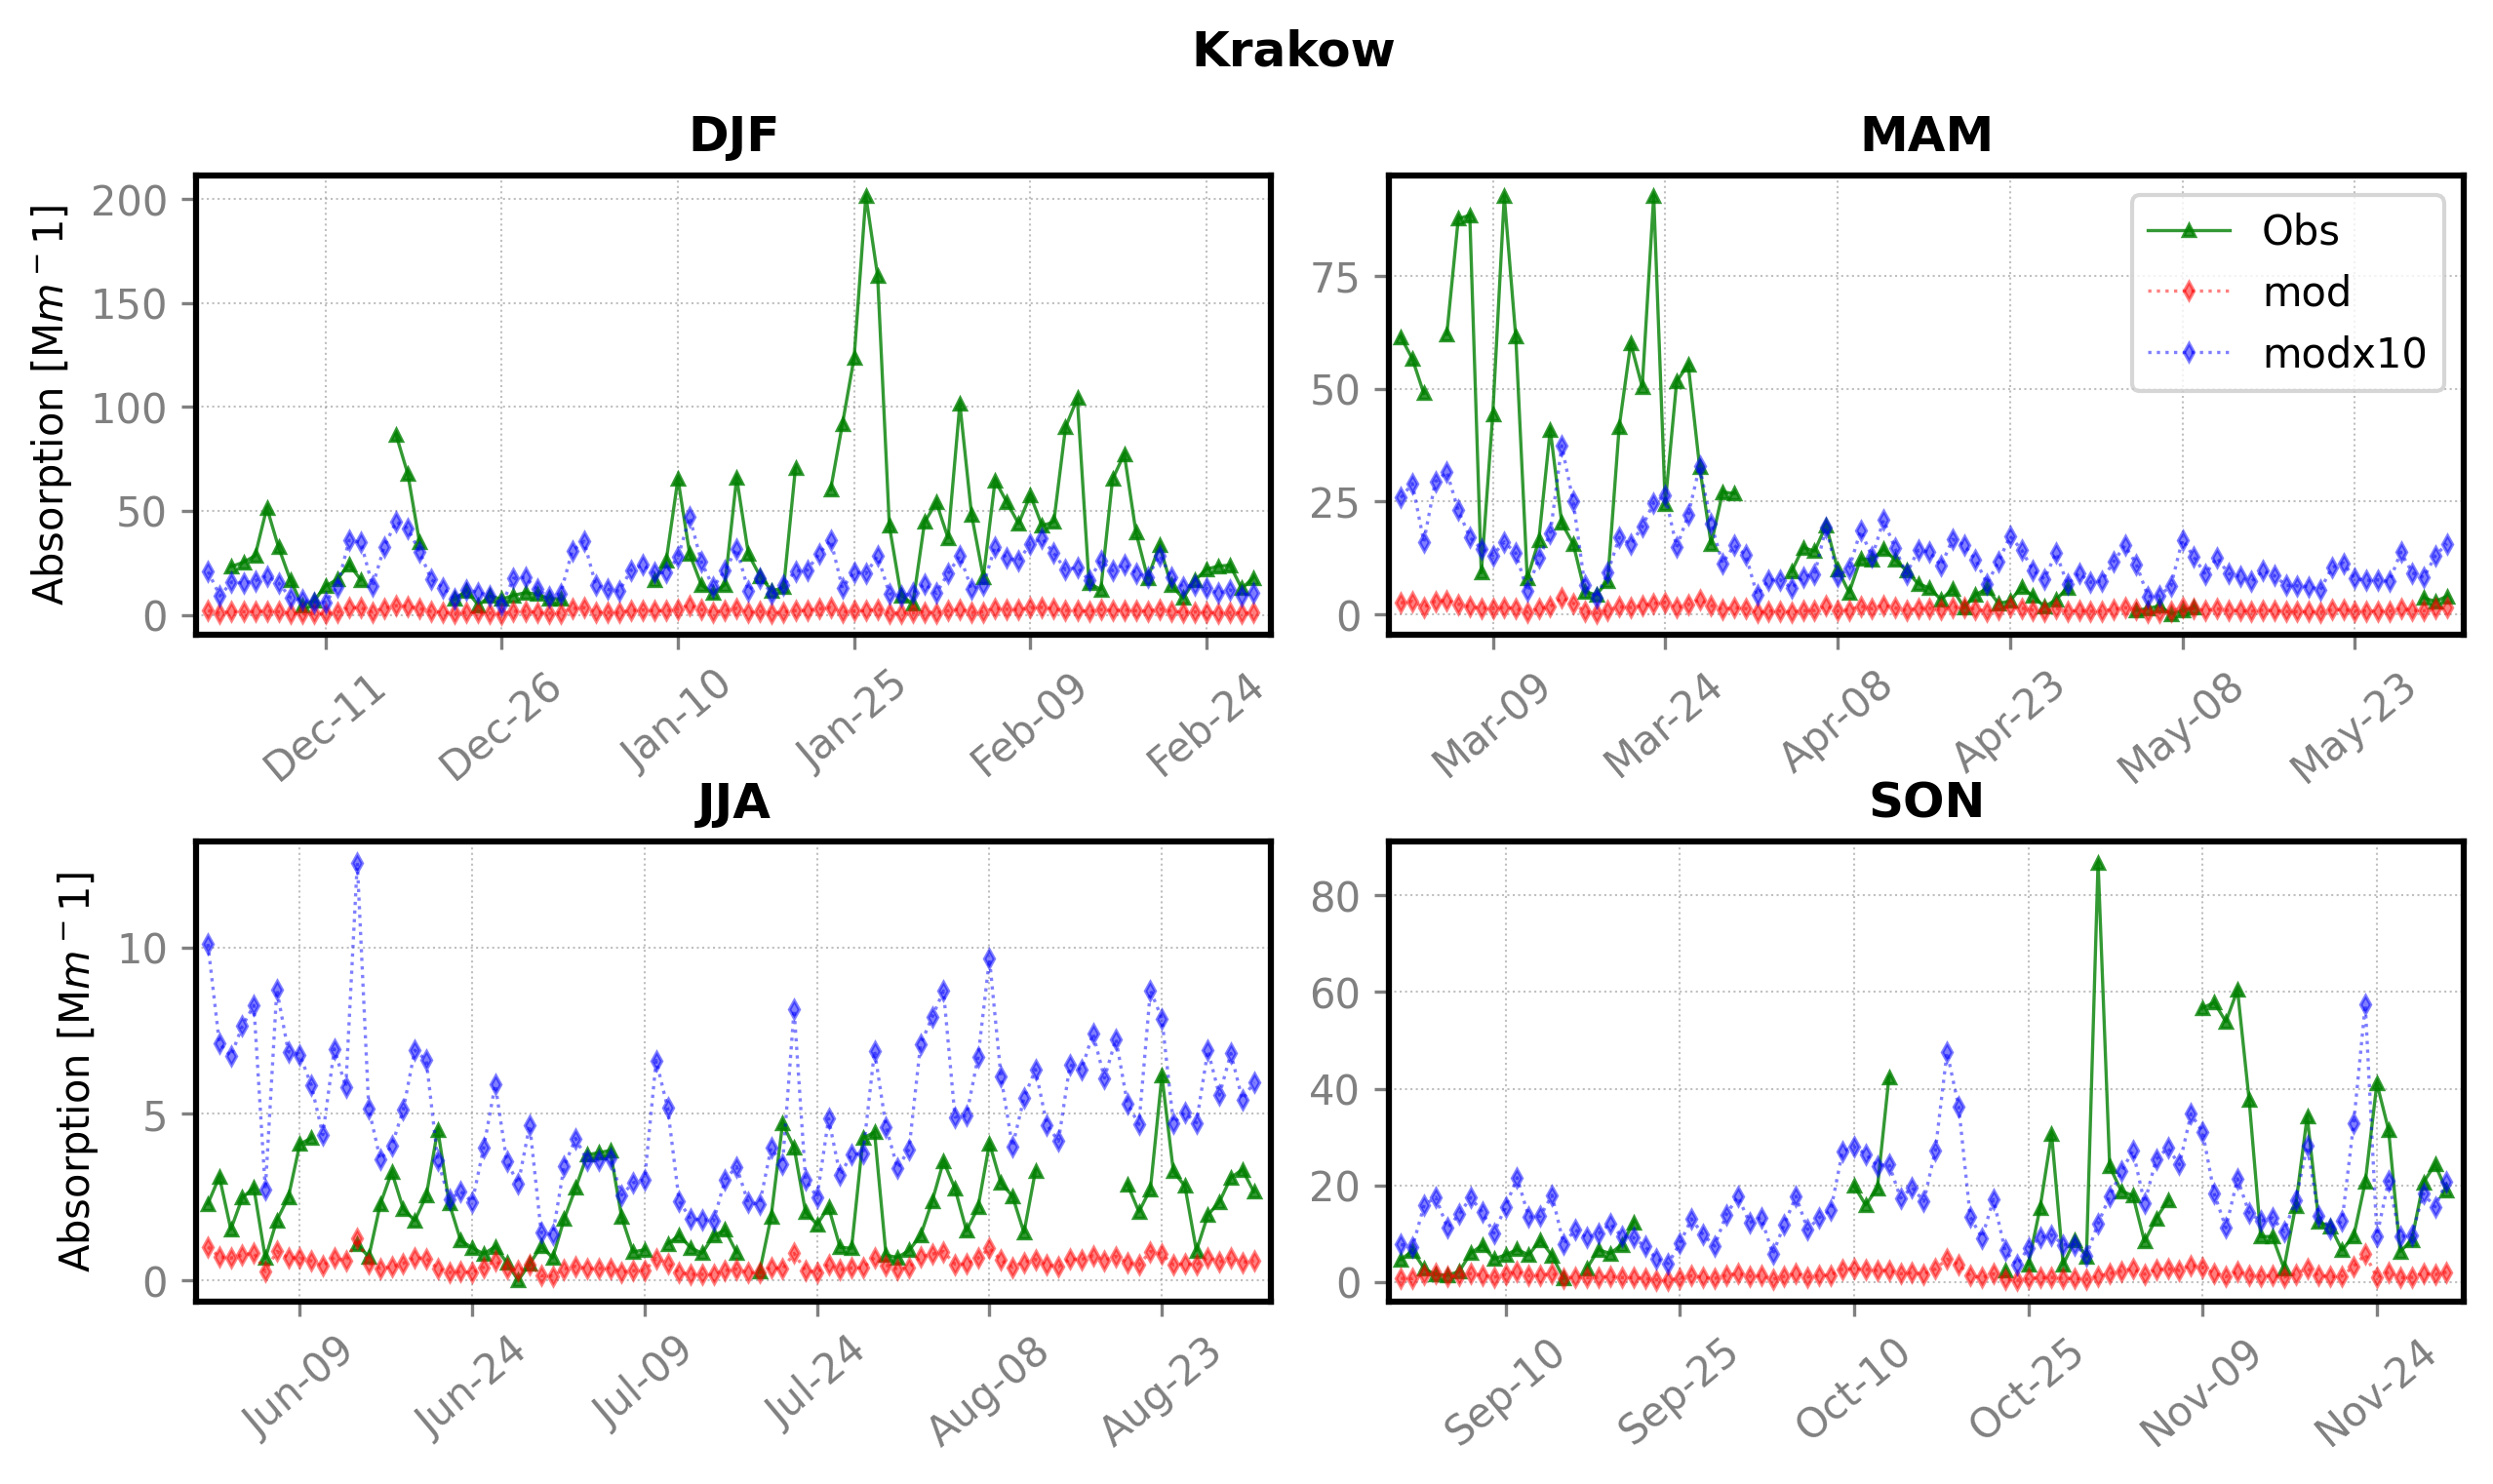 Krakow
DJF
MAM
Absorption [Mm − 1]
200
150
100
50
0
Dec-11
Dec-26
Jan-10
Jan-25
Feb-09
Feb-24
75
50
25
0
Obs
mod
modx10
Mar-09
Mar-24
Apr-08
Apr-23
May-08
May-23
JJA
SON
Absorption [Mm − 1]
10
5
0
Jun-09
Jun-24
Jul-09
Jul-24
Aug-08
Aug-23
80
60
40
20
0
Sep-10
Sep-25
Oct-10
Oct-25
Nov-09
Nov-24